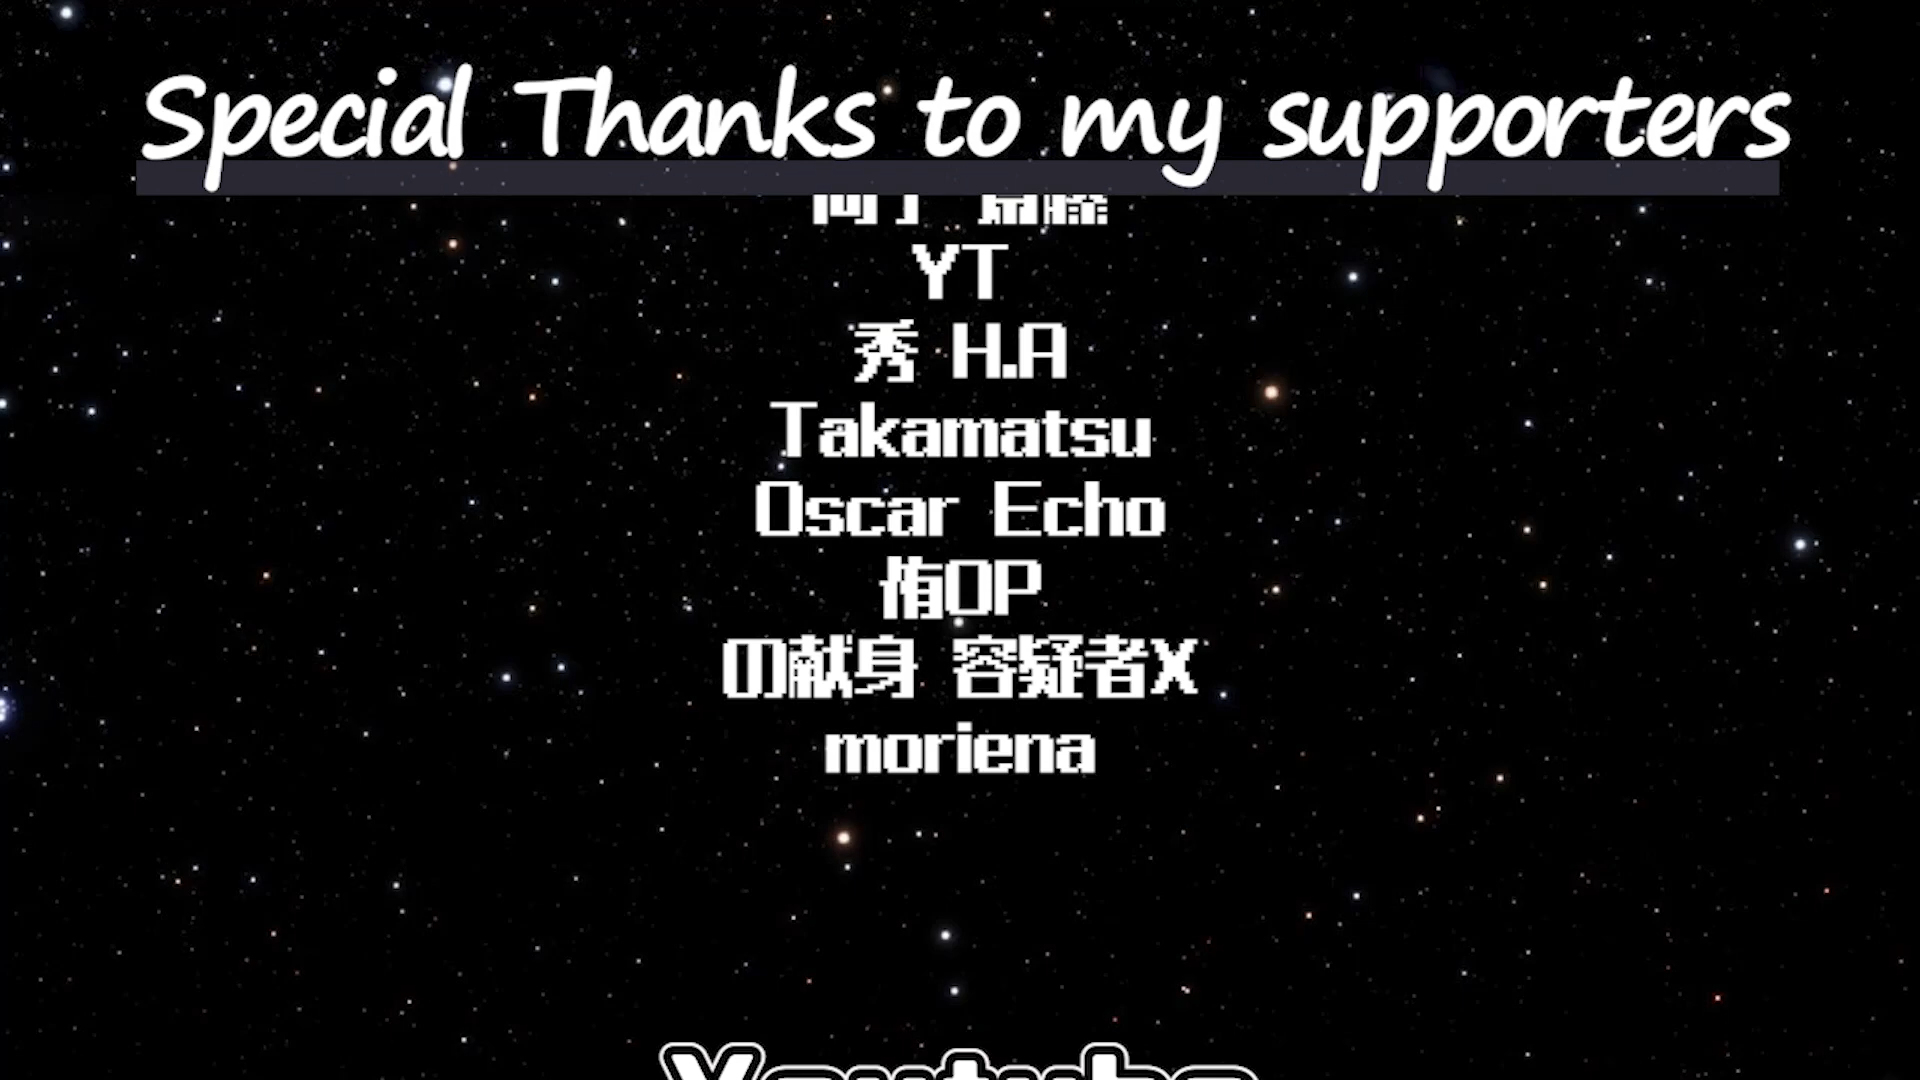 Special Thanks to my supporters
YT
秀 H.A
Takamatsu
Oscar Echo
侑OP
の献身 容疑者X
moriena
Youtube